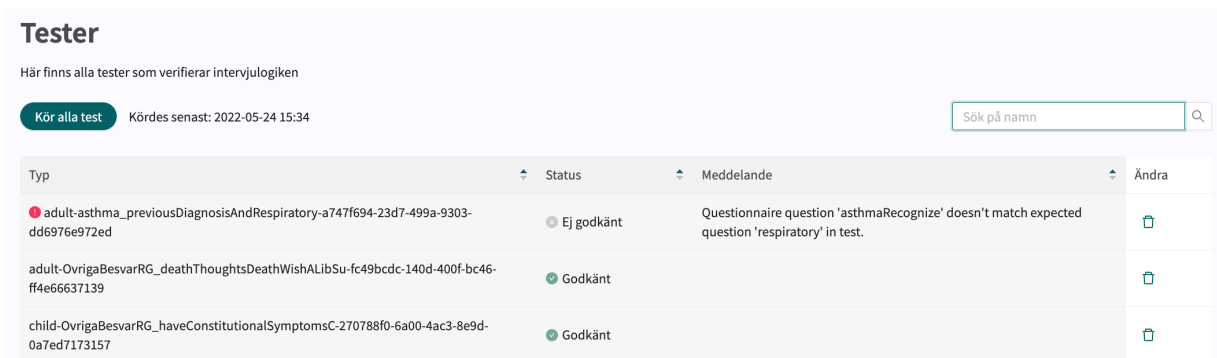 Tester
Här finns alla tester som verifierar intervjulogiken
Kör alla test Kördes senast: 2022-05-24 15:34 Sök på namn
Typ Status Meddelande Ändra
adult-asthma_previousDiagnosisAndRespiratory-a747f694-23d7-499a-9303-
dd6976e972ed
Ej godkänt
Questionnaire question 'asthmaRecognize' doesn't match expected
question 'respiratory' in test.
adult-OvrigaBesvarRG_deathThoughtsDeathWishALibSu-fc49bcdc-140d-400f-bc46-
ff4e66637139
Godkänt
child-OvrigaBesvarRG_haveConstitutionalSymptomsC-270788f0-6a00-4ac3-8e9d-
0a7ed7173157
Godkänt